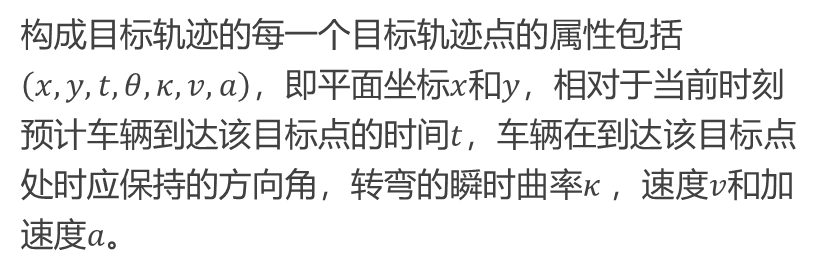 构成目标轨迹的每一个目标轨迹点的属性包括
(x, y, t, θ, κ, v, a)，即平面坐标x和y，相对于当前时刻
预计车辆到达该目标点的时间t，车辆在到达该目标点
处时应保持的方向角，转弯的瞬时曲率κ ，速度v和加
速度a。